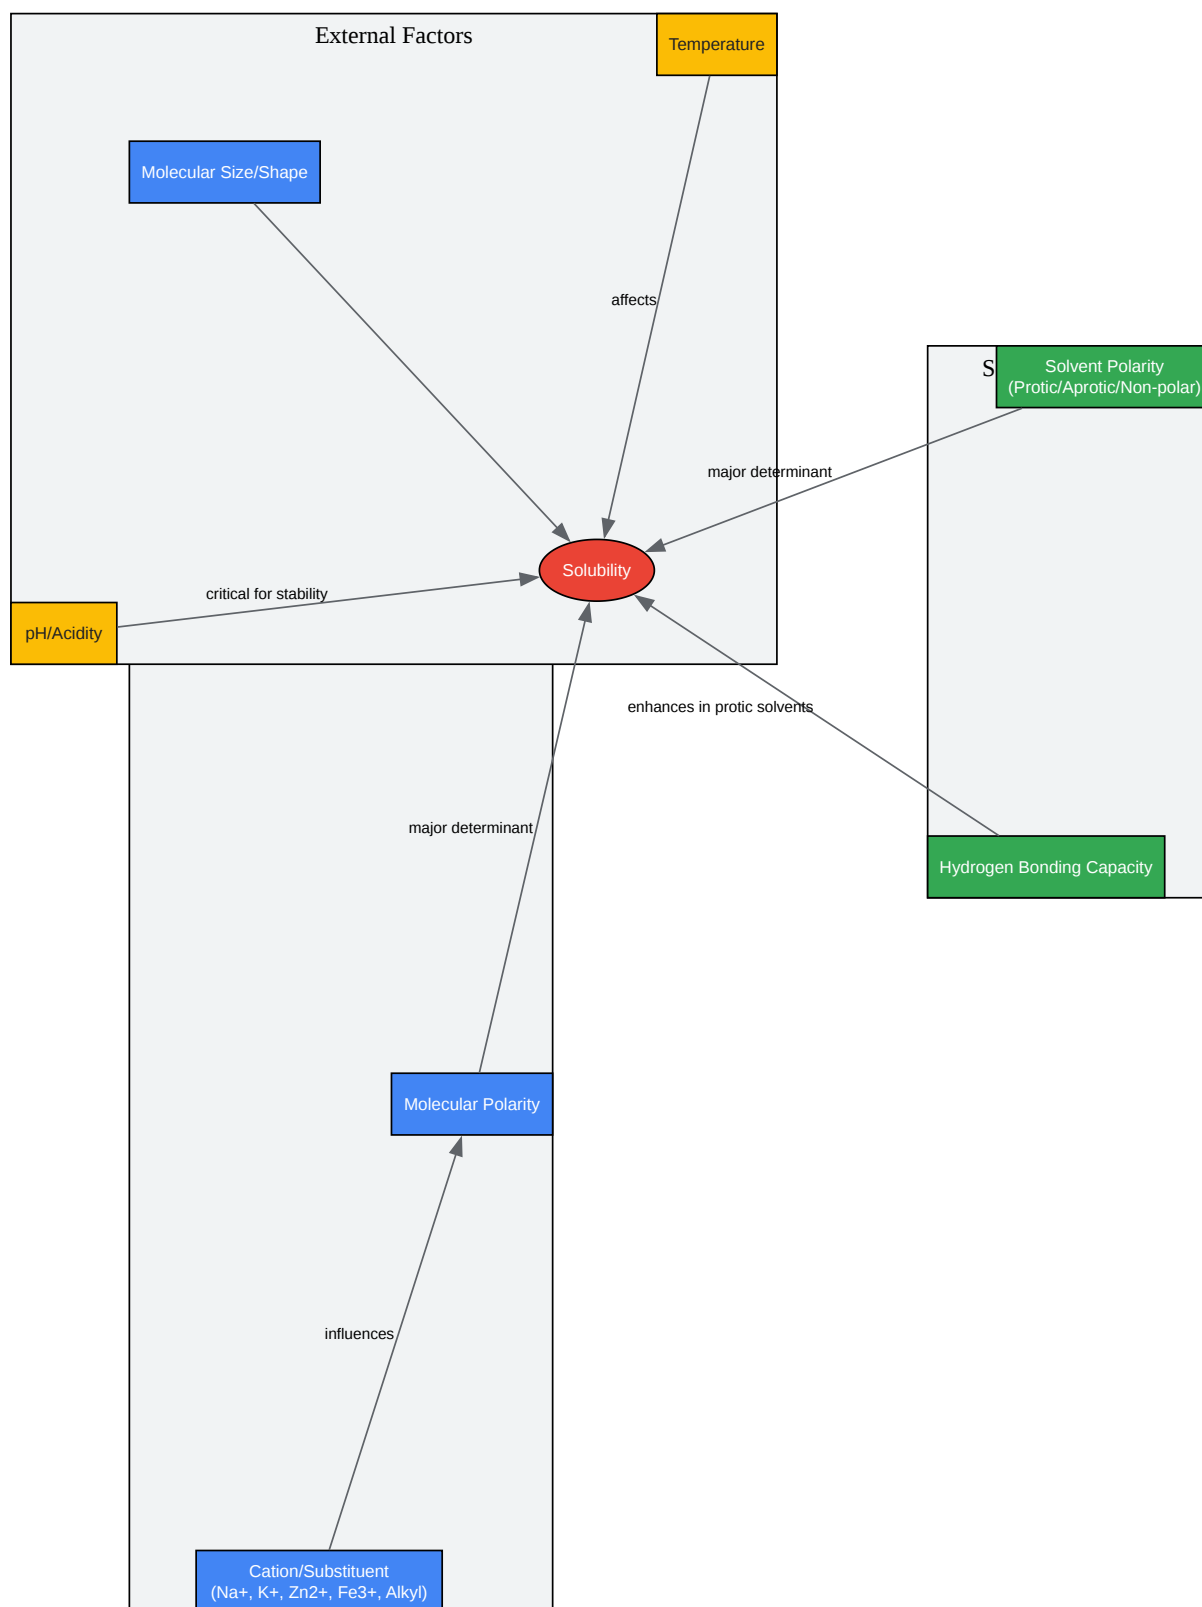 External Factors
Temperature
Molecular Size/Shape
affects
S
Solvent Polarity
(Protic/Aprotic/Non-polar)
major determinant
Solubility
critical for stability
pH/Acidity
enhances in protic solvents
major determinant
Hydrogen Bonding Capacity
Molecular Polarity
influences
Cation/Substituent
(Na+, K+, Zn2+, Fe3+, Alkyl)